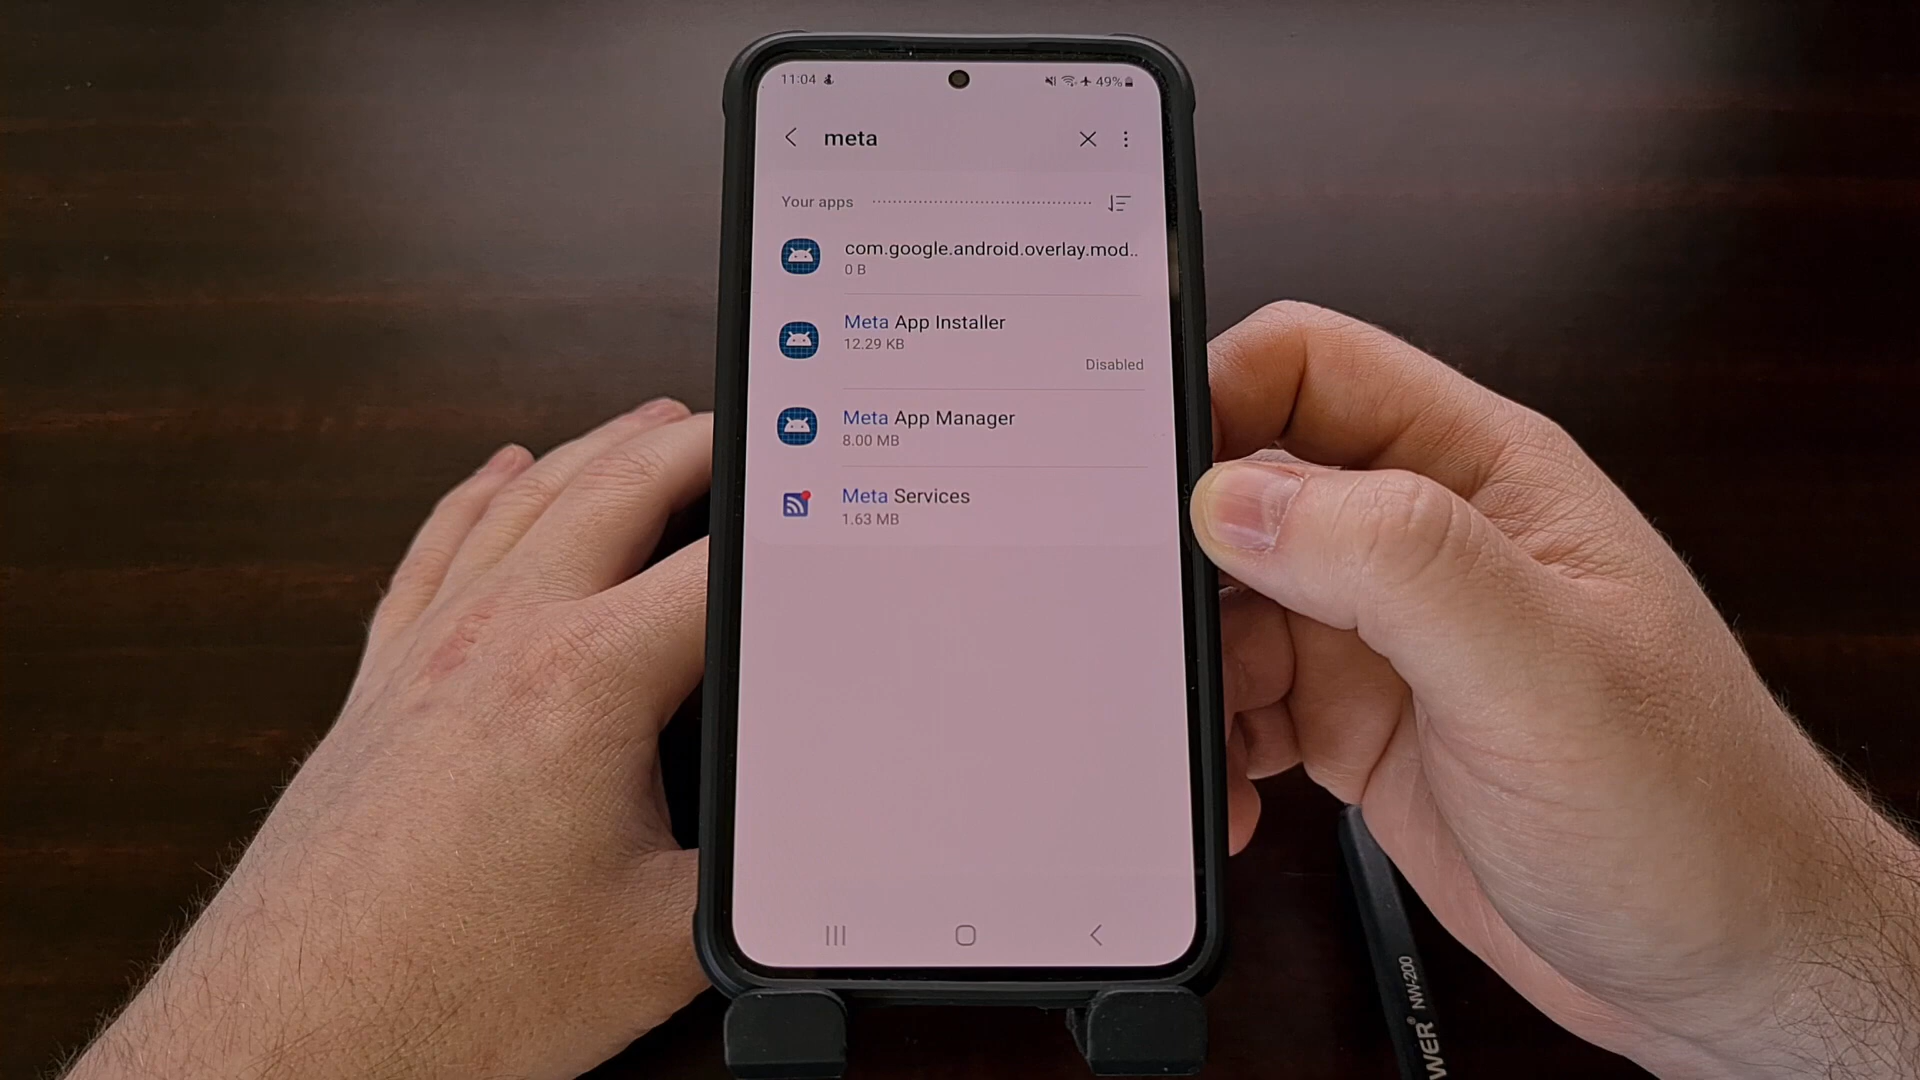 11:04
49%
meta
Your apps
com.google.android.overlay.mod..
0 B
Meta App Installer
12.29 KB
Disabled
Meta App Manager
8.00 MB
Meta Services
1.63 MB
WER® NW-200